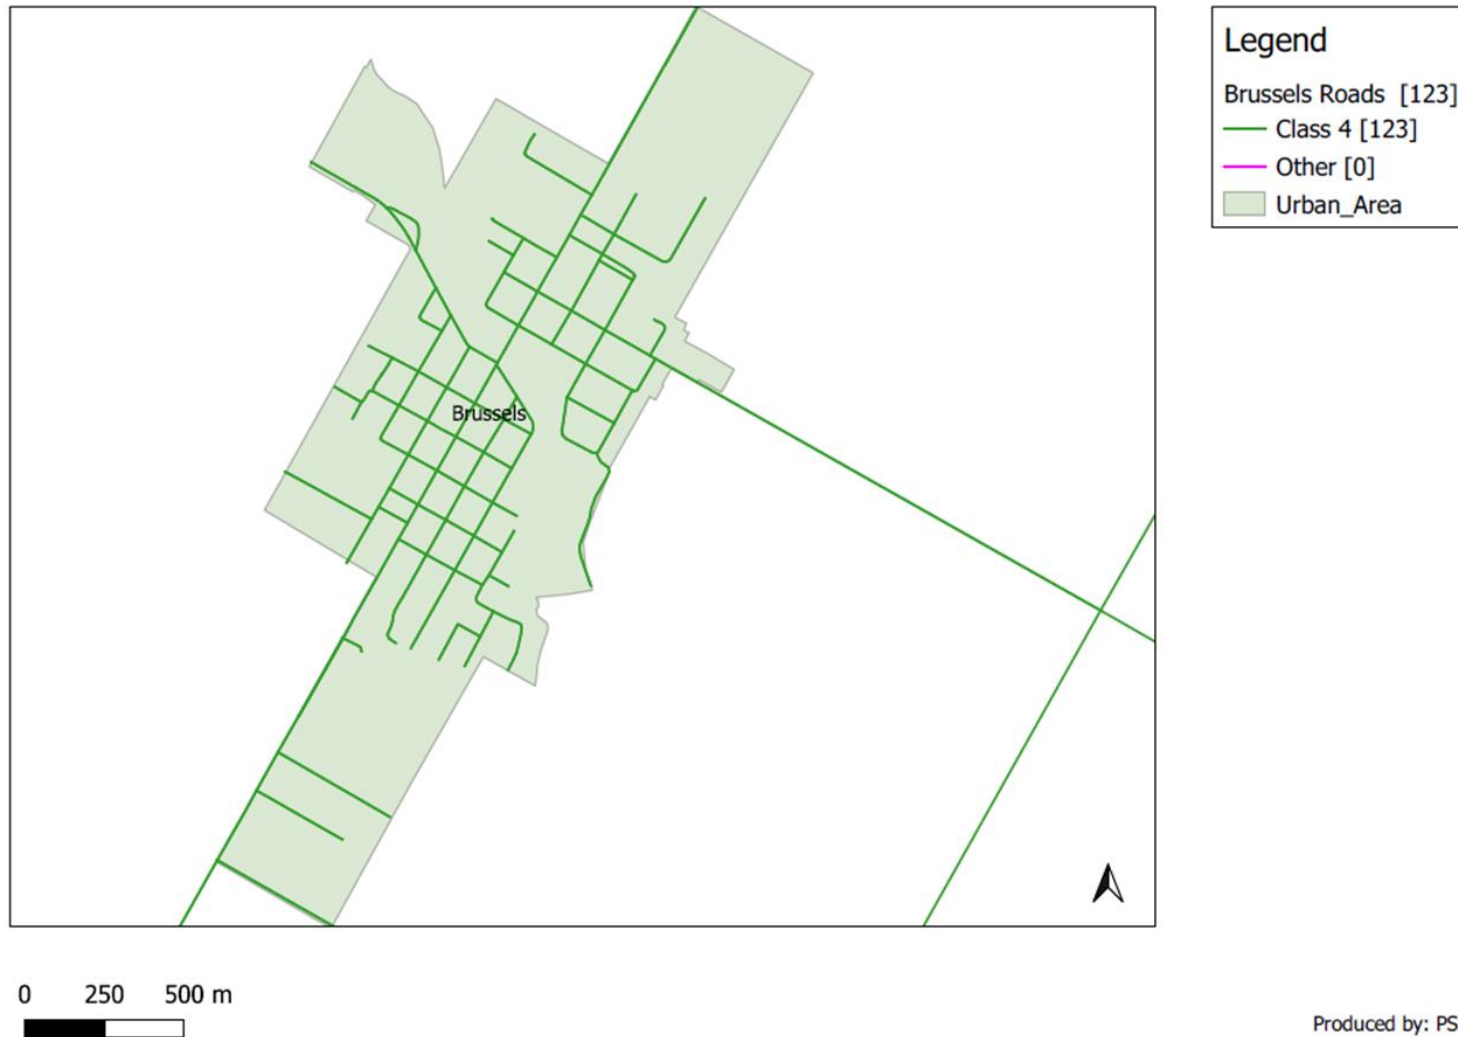 Legend
Brussels Roads [123]
Class 4 [123]
Other [0]
Urban_Area
Brussels
0 250 500 m
Produced by: PS